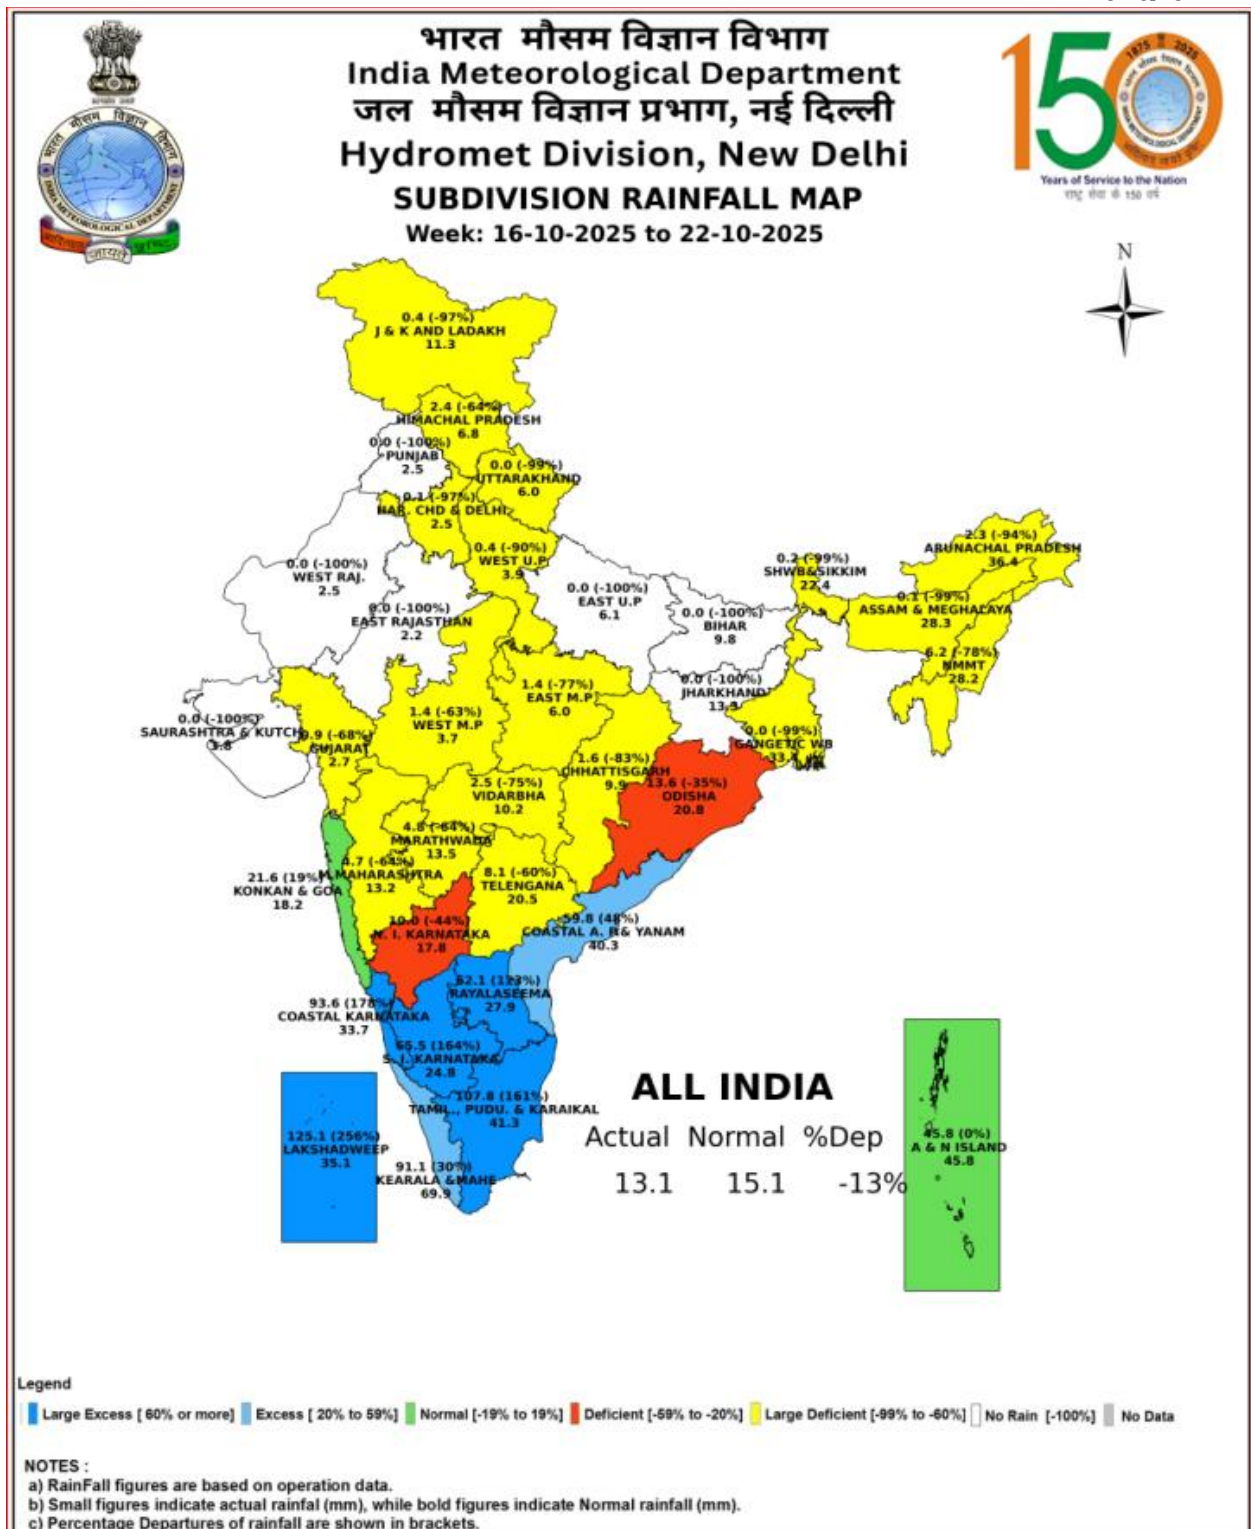 भारत मौसम विज्ञान विभाग
India Meteorological Department
जल मौसम विज्ञान प्रभाग, नई दिल्ली
Hydromet Division, New Delhi
SUBDIVISION RAINFALL MAP
Week: 16-10-2025 to 22-10-2025
भारत मौसम विज्ञान विभाग
INDIA METEOROLOGICAL DEPARTMENT
150
1875 2025
Years of Service to the Nation
राष्ट्र सेवा के 150 वर्ष
N
0.4 (-97%)
J & K AND LADAKH
11.3
2.4 (-64%)
HIMACHAL PRADESH
6.8
0.0 (-100%)
PUNJAB
2.5
0.0 (-99%)
UTTARAKHAND
6.0
0.1 (-97%)
HAR. CHD & DELHI
2.5
0.4 (-90%)
WEST U.P
3.9
0.0 (-100%)
WEST RAJ.
2.5
0.0 (-100%)
EAST RAJASTHAN
2.2
0.0 (-100%)
EAST U.P
6.1
0.0 (-100%)
BIHAR
9.8
0.2 (-99%)
SHWB&SIKKIM
22.4
2.3 (-94%)
ARUNACHAL PRADESH
36.4
0.1 (-99%)
ASSAM & MEGHALAYA
28.3
6.2 (-78%)
NMMT
28.2
0.0 (-100%)
JHARKHAND
13.3
0.0 (-99%)
GANGETIC WB
0.0 (-100%)
SAURASHTRA & KUTCH
0.9 (-68%)
GUJARAT
2.7
1.4 (-63%)
WEST M.P
3.7
1.4 (-77%)
EAST M.P
6.0
1.6 (-83%)
CHHATTISGARH
9.9
13.6 (-35%)
ODISHA
20.8
2.5 (-75%)
VIDARBHA
10.2
4.8 (-64%)
MARATHWADA
13.5
4.7 (-64%)
M.MAHARASHTRA
13.2
8.1 (-60%)
TELENGANA
20.5
21.6 (19%)
KONKAN & GOA
18.2
10.0 (-44%)
N. I. KARNATAKA
17.8
59.8 (48%)
COASTAL A. P.& YANAM
40.3
62.1 (123%)
RAYALASEEMA
27.9
93.6 (178%)
COASTAL KARNATAKA
33.7
65.5 (164%)
S. I. KARNATAKA
24.8
107.8 (161%)
TAMIL., PUDU. & KARAIKAL
41.3
125.1 (256%)
LAKSHADWEEP
35.1
91.1 (30%)
KEARALA &MAHE
69.9
45.8 (0%)
A & N ISLAND
45.8
ALL INDIA
Actual Normal %Dep
13.1 15.1 -13%
Legend
Large Excess [ 60% or more] Excess [ 20% to 59%] Normal [-19% to 19%] Deficient [-59% to -20%] Large Deficient [-99% to -60%] No Rain [-100%] No Data
NOTES :
a) RainFall figures are based on operation data.
b) Small figures indicate actual rainfal (mm), while bold figures indicate Normal rainfall (mm).
c) Percentage Departures of rainfall are shown in brackets.